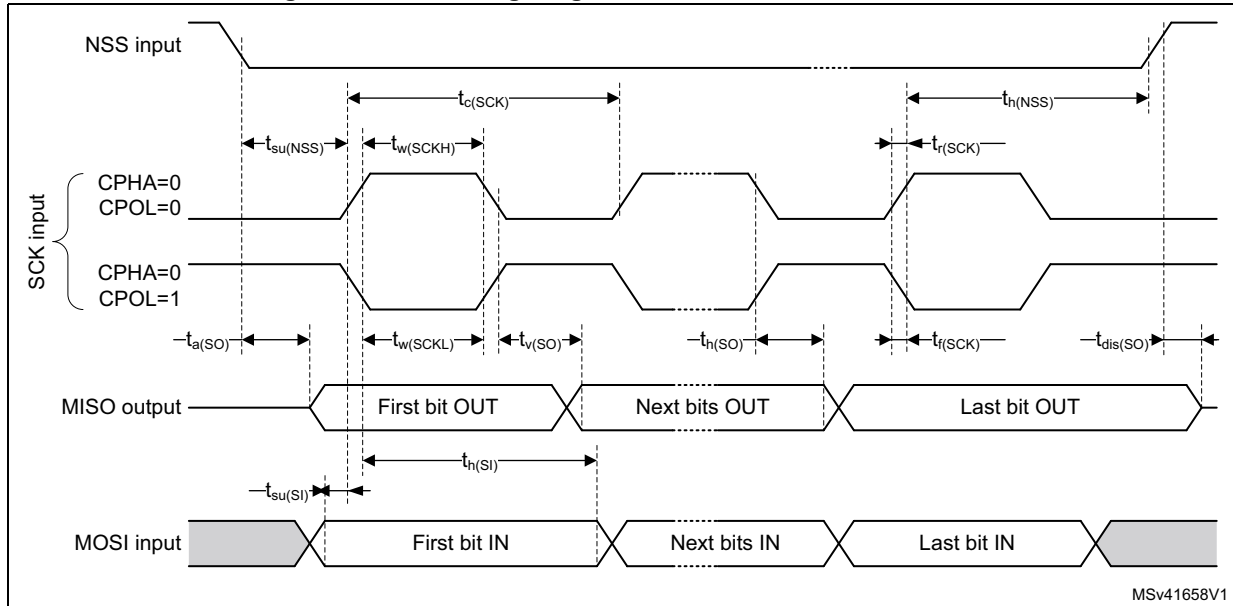 NSS input
tc(SCK)
th(NSS)
tsu(NSS)
tw(SCKH)
tr(SCK)
SCK input
CPHA=0
CPOL=0
CPHA=0
CPOL=1
ta(SO)
tw(SCKL)
tv(SO)
th(SO)
tf(SCK)
tdis(SO)
MISO output
First bit OUT
Next bits OUT
Last bit OUT
th(SI)
tsu(SI)
MOSI input
First bit IN
Next bits IN
Last bit IN
MSv41658V1